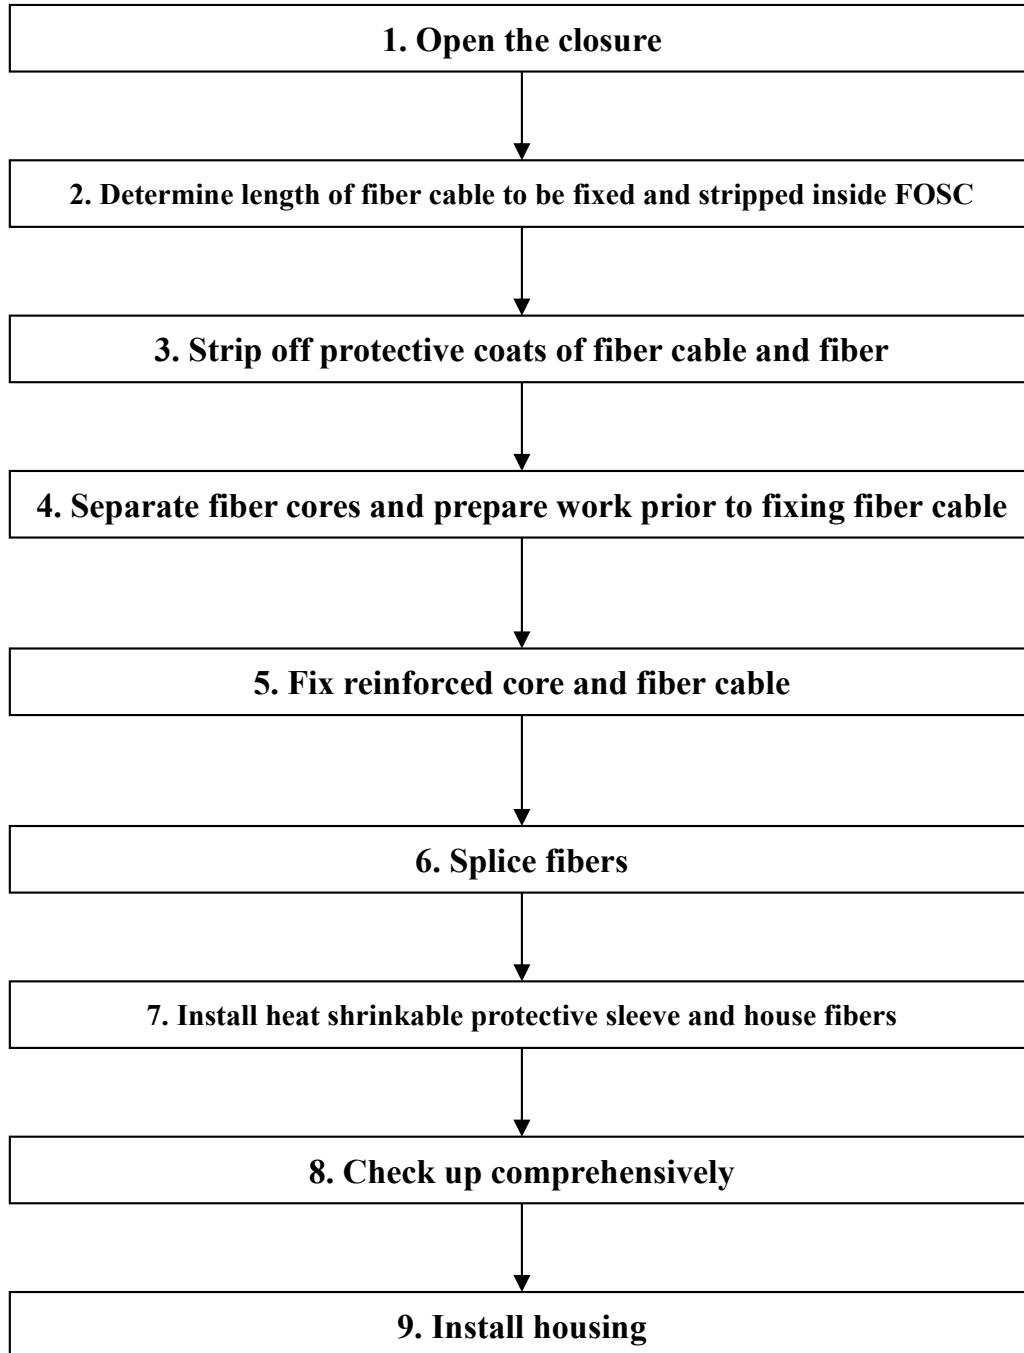 1. Open the closure
2. Determine length of fiber cable to be fixed and stripped inside FOSC
3. Strip off protective coats of fiber cable and fiber
4. Separate fiber cores and prepare work prior to fixing fiber cable
5. Fix reinforced core and fiber cable
6. Splice fibers
7. Install heat shrinkable protective sleeve and house fibers
8. Check up comprehensively
9. Install housing